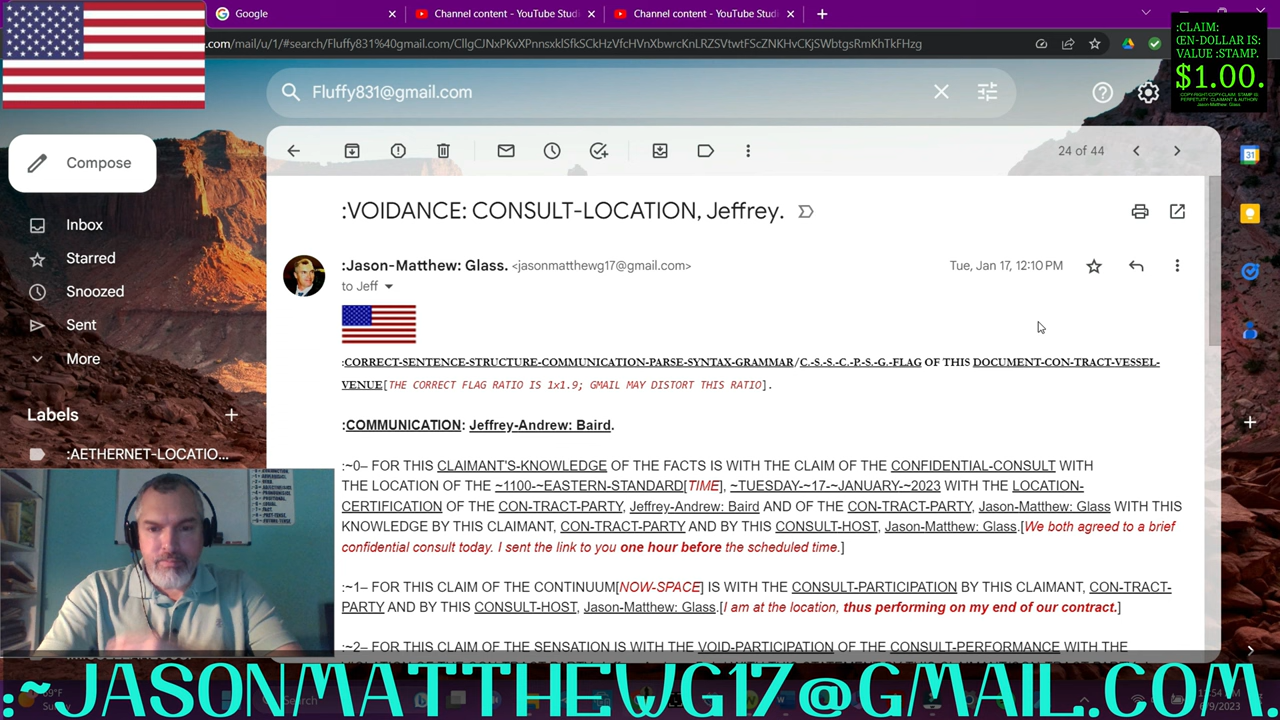 Google
Channel content - YouTube Stud
Channel content - YouTube Stud
.com/mail/u/1/#search/Fluffy831%40gmail.com/CllgCJNxPKvXPnnsxklSfkSCkHzVfcHVnXbwrcKnLRZSVtwtFScZNKHvCKjSWbtgsRmKhTkFHzg
:CLAIM:
ŒN-DOLLAR IS:
VALUE :STAMP.
$1.00.
Fluffy831@gmail.com
Compose
24 of 44
31
:VOIDANCE: CONSULT-LOCATION, Jeffrey.
Inbox
Starred
Snoozed
Sent
More
Labels
:AETHERNET-LOCATIO...
:Jason-Matthew: Glass. <jasonmatthewg17@gmail.com>
Tue, Jan 17, 12:10 PM
to Jeff
:CORRECT-SENTENCE-STRUCTURE-COMMUNICATION-PARSE-SYNTAX-GRAMMAR/C.-S.-S.-C.-P.-S.-G.-FLAG OF THIS DOCUMENT-CON-TRACT-VESSEL-
VENUE[THE CORRECT FLAG RATIO IS 1x1.9; GMAIL MAY DISTORT THIS RATIO].
:COMMUNICATION: Jeffrey-Andrew: Baird.
:~0– FOR THIS CLAIMANT'S-KNOWLEDGE OF THE FACTS IS WITH THE CLAIM OF THE CONFIDENTIAL-CONSULT WITH
THE LOCATION OF THE ~1100-~EASTERN-STANDARD[TIME], ~TUESDAY-~17-~JANUARY-~2023 WITH THE LOCATION-
CERTIFICATION OF THE CON-TRACT-PARTY, Jeffrey-Andrew: Baird AND OF THE CON-TRACT-PARTY, Jason-Matthew: Glass WITH THIS
KNOWLEDGE BY THIS CLAIMANT, CON-TRACT-PARTY AND BY THIS CONSULT-HOST, Jason-Matthew: Glass.[We both agreed to a brief
confidential consult today. I sent the link to you one hour before the scheduled time.]
:~1– FOR THIS CLAIM OF THE CONTINUUM[NOW-SPACE] IS WITH THE CONSULT-PARTICIPATION BY THIS CLAIMANT, CON-TRACT-
PARTY AND BY THIS CONSULT-HOST, Jason-Matthew: Glass.[I am at the location, thus performing on my end of our contract.]
:~2– FOR THIS CLAIM OF THE SENSATION IS WITH THE VOID-PARTICIPATION OF THE CONSULT-PERFORMANCE WITH THE
:~ JASONMATTHEWG17@GMAIL.COM.